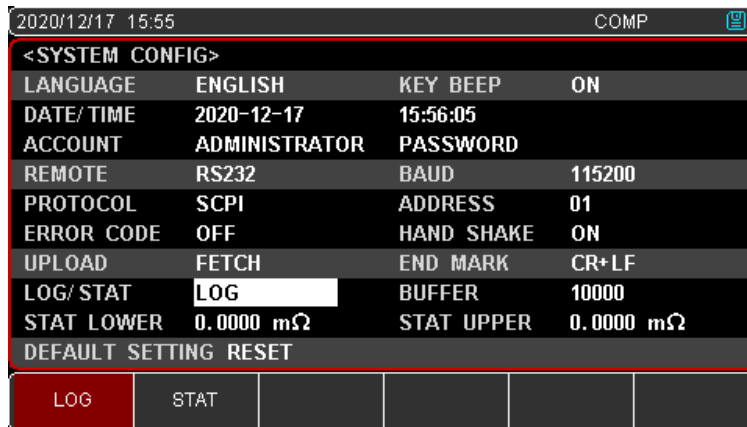 2020/12/17 15:55 COMP
<SYSTEM CONFIG>
LANGUAGE ENGLISH KEY BEEP ON
DATE/TIME 2020-12-17 15:56:05
ACCOUNT ADMINISTRATOR PASSWORD
REMOTE RS232 BAUD 115200
PROTOCOL SCPI ADDRESS 01
ERROR CODE OFF HAND SHAKE ON
UPLOAD FETCH END MARK CR+LF
LOG/STAT LOG BUFFER 10000
STAT LOWER 0.0000 mΩ STAT UPPER 0.0000 mΩ
DEFAULT SETTING RESET
LOG STAT